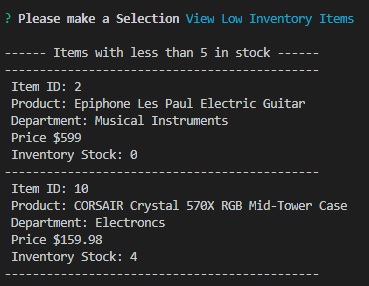 ? Please make a Selection View Low Inventory Items
------ Items with less than 5 in stock ------
-----------------------------------------
Item ID: 2
Product: Epiphone Les Paul Electric Guitar
Department: Musical Instruments
Price $599
Inventory Stock: 0
-----------------------------------------
Item ID: 10
Product: CORSAIR Crystal 570X RGB Mid-Tower Case
Department: Electroncs
Price $159.98
Inventory Stock: 4
-----------------------------------------